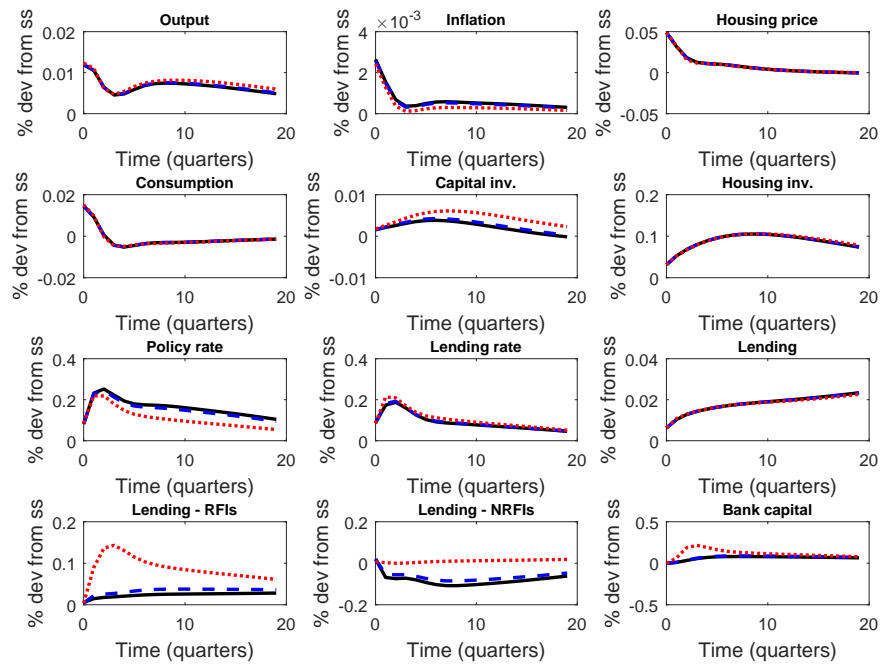 Output
% dev from ss
0.02
0.01
0
0 10 20
Time (quarters)
Inflation
% dev from ss
4 ×10⁻³
2
0
0 10 20
Time (quarters)
Housing price
% dev from ss
0.05
0
-0.05
0 10 20
Time (quarters)
Consumption
% dev from ss
0.02
0
-0.02
0 10 20
Time (quarters)
Capital inv.
% dev from ss
0.01
0
-0.01
0 10 20
Time (quarters)
Housing inv.
% dev from ss
0.2
0.1
0
0 10 20
Time (quarters)
Policy rate
% dev from ss
0.4
0.2
0
0 10 20
Time (quarters)
Lending rate
% dev from ss
0.4
0.2
0
0 10 20
Time (quarters)
Lending
% dev from ss
0.04
0.02
0
0 10 20
Time (quarters)
Lending - RFIs
% dev from ss
0.2
0.1
0
0 10 20
Time (quarters)
Lending - NRFIs
% dev from ss
0.2
0
-0.2
0 10 20
Time (quarters)
Bank capital
% dev from ss
0.5
0
-0.5
0 10 20
Time (quarters)